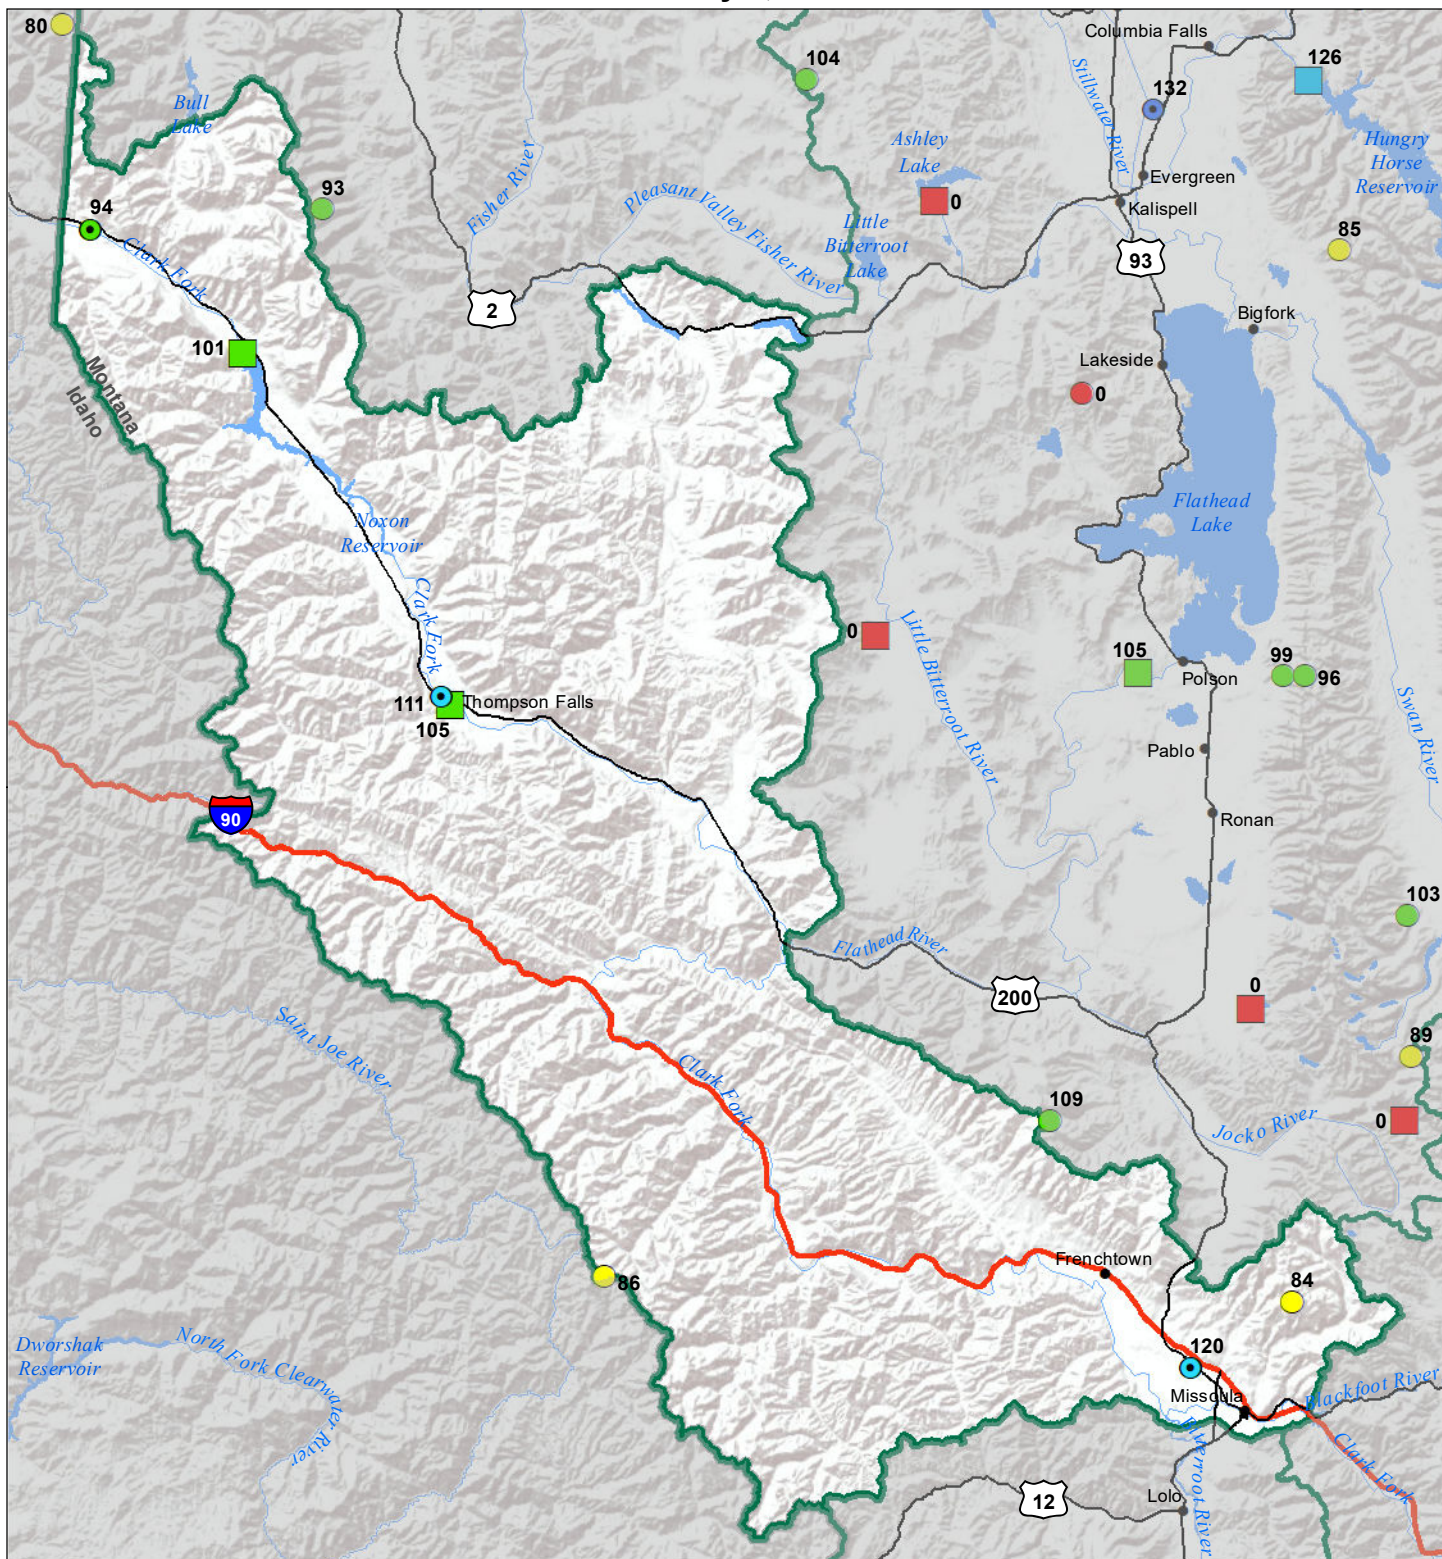 80
Columbia Falls
104
126
Bull
Lake
Stillwater River
132
Ashley
Lake
Hungry
Horse
Reservoir
Fisher River
Evergreen
93
Pleasant Valley Fisher River
0
Kalispell
94
Little
Bitterroot
Lake
85
Clark Fork
93
2
Bigfork
101
Lakeside
Montana
Idaho
0
Flathead
Lake
Noxon
Reservoir
Clark Fork
Little Bitterroot River
0
105
99
96
Polson
111
Thompson Falls
105
Swan River
Pablo
90
Ronan
103
Flathead River
0
200
Saint Joe River
89
Clark Fork
109
0
Jocko River
Frenchtown
86
84
Dworshak
Reservoir
North Fork Clearwater
River
120
Missoula
Blackfoot River
Bitterroot River
Clark Fork
12
Lolo